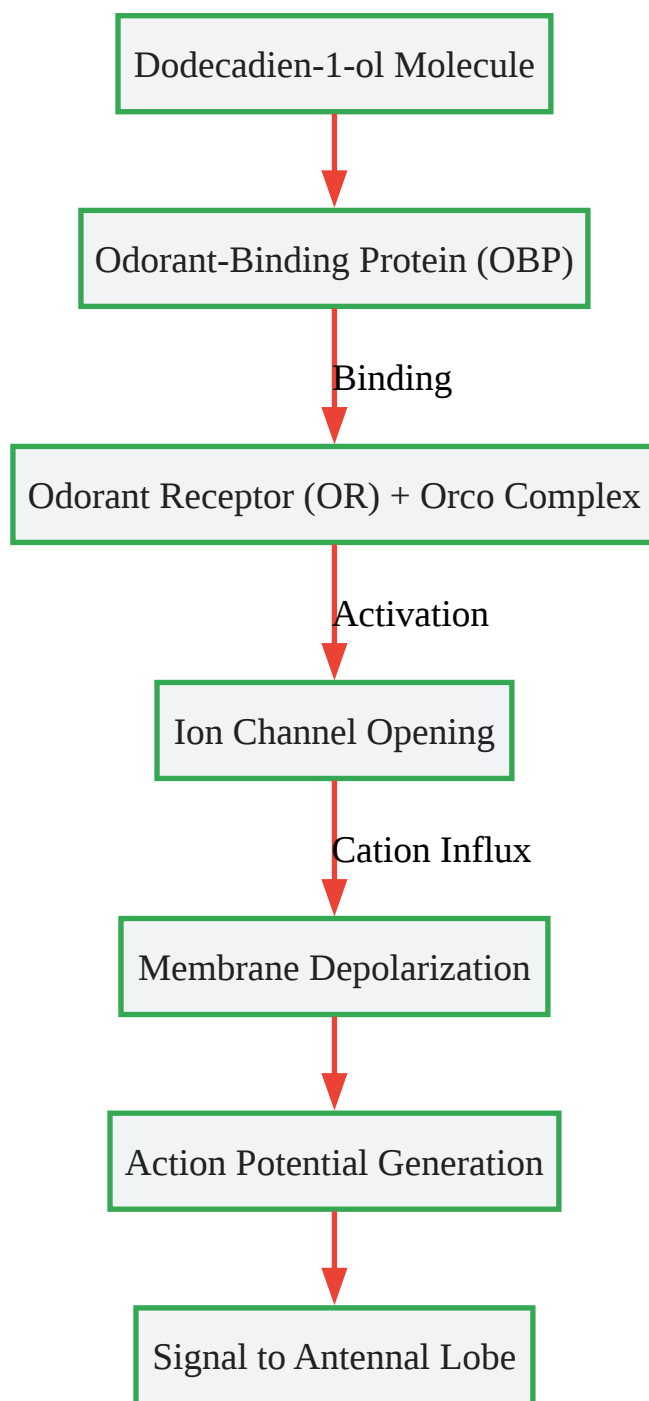 Dodecadien-1-ol Molecule
Odorant-Binding Protein (OBP)
Binding
Odorant Receptor (OR) + Orco Complex
Activation
Ion Channel Opening
Cation Influx
Membrane Depolarization
Action Potential Generation
Signal to Antennal Lobe